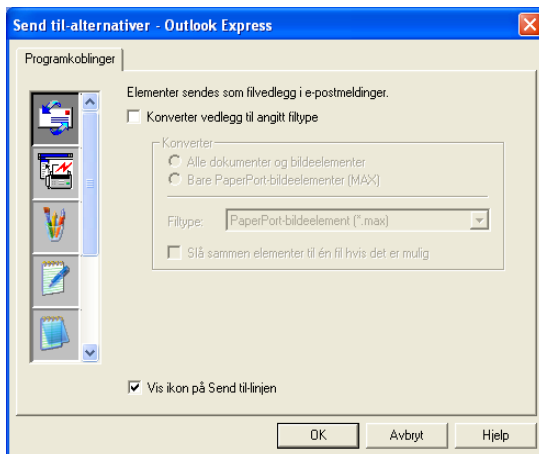 Send til-alternativer - Outlook Express
Programkoblinger
Elementer sendes som filvedlegg i e-postmeldinger.
Konverter vedlegg til angitt filtype
Konverter
Alle dokumenter og bildeelementer
Bare PaperPort-bildeelementer (MAX)
Filtype: PaperPort-bildeelement (*.max)
Slå sammen elementer til én fil hvis det er mulig
Vis ikon på Send til-linjen
OK Avbryt Hjelp